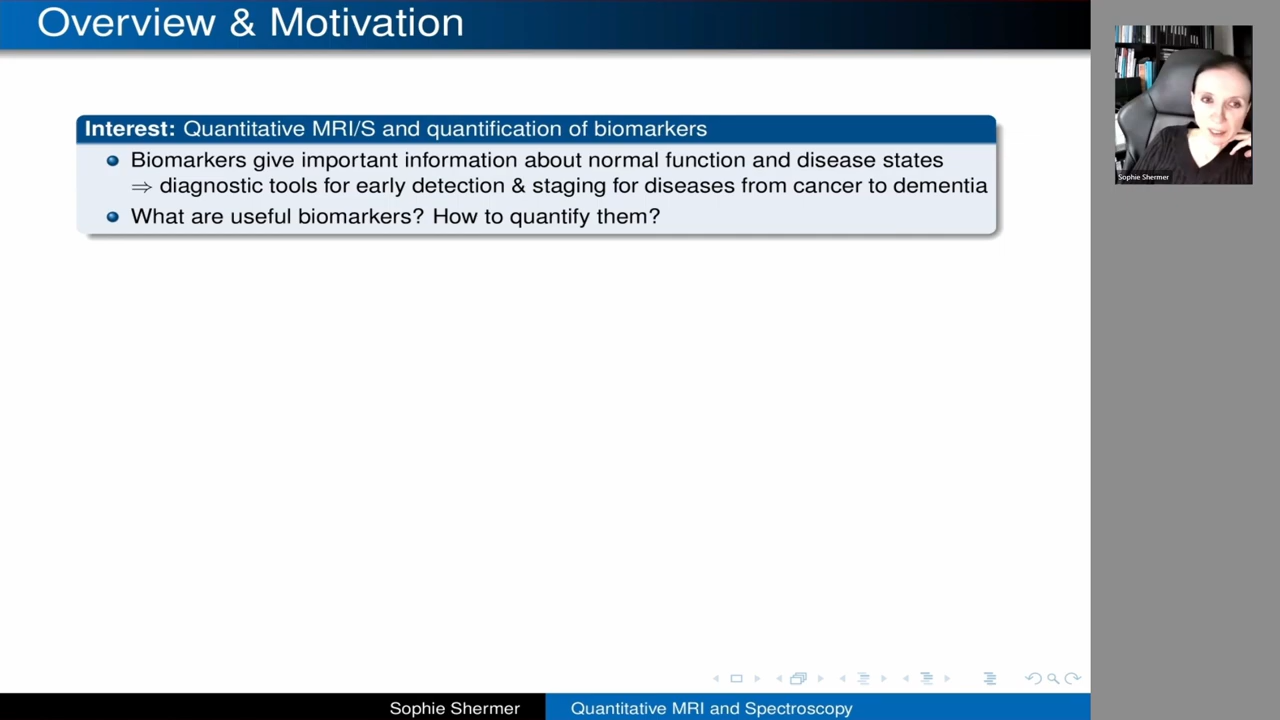 Overview & Motivation
Interest: Quantitative MRI/S and quantification of biomarkers
Biomarkers give important information about normal function and disease states
⇒ diagnostic tools for early detection & staging for diseases from cancer to dementia
What are useful biomarkers? How to quantify them?
Sophie Shermer
Sophie Shermer
Quantitative MRI and Spectroscopy